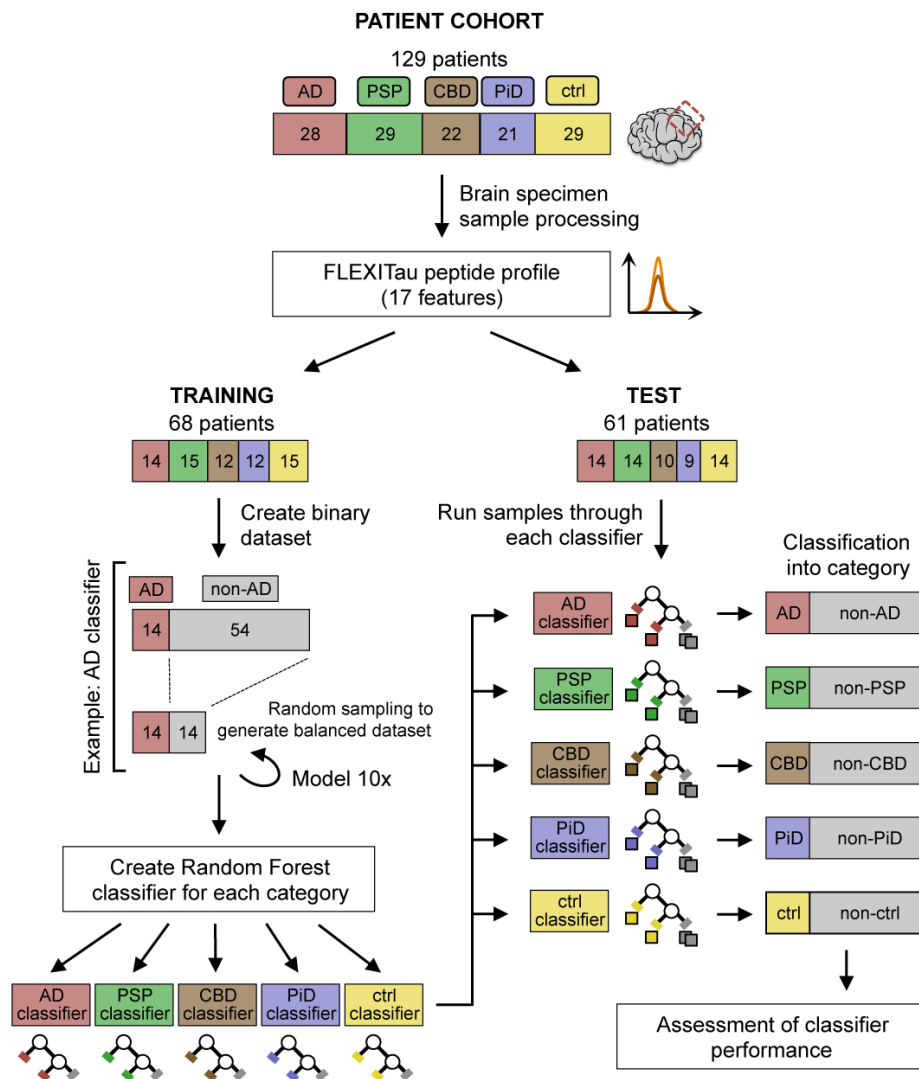 PATIENT COHORT
129 patients
AD PSP CBD PiD ctrl
28 29 22 21 29
Brain specimen
sample processing
FLEXITau peptide profile
(17 features)
TRAINING
68 patients
14 15 12 12 15
Create binary
dataset
Example: AD classifier
AD non-AD
14 54
14 14
Random sampling to
generate balanced dataset
Model 10x
Create Random Forest
classifier for each category
AD
classifier
PSP
classifier
CBD
classifier
PiD
classifier
ctrl
classifier
TEST
61 patients
14 14 10 9 14
Run samples through
each classifier
Classification
into category
AD
classifier
AD non-AD
PSP
classifier
PSP non-PSP
CBD
classifier
CBD non-CBD
PiD
classifier
PiD non-PiD
ctrl
classifier
ctrl non-ctrl
Assessment of classifier
performance